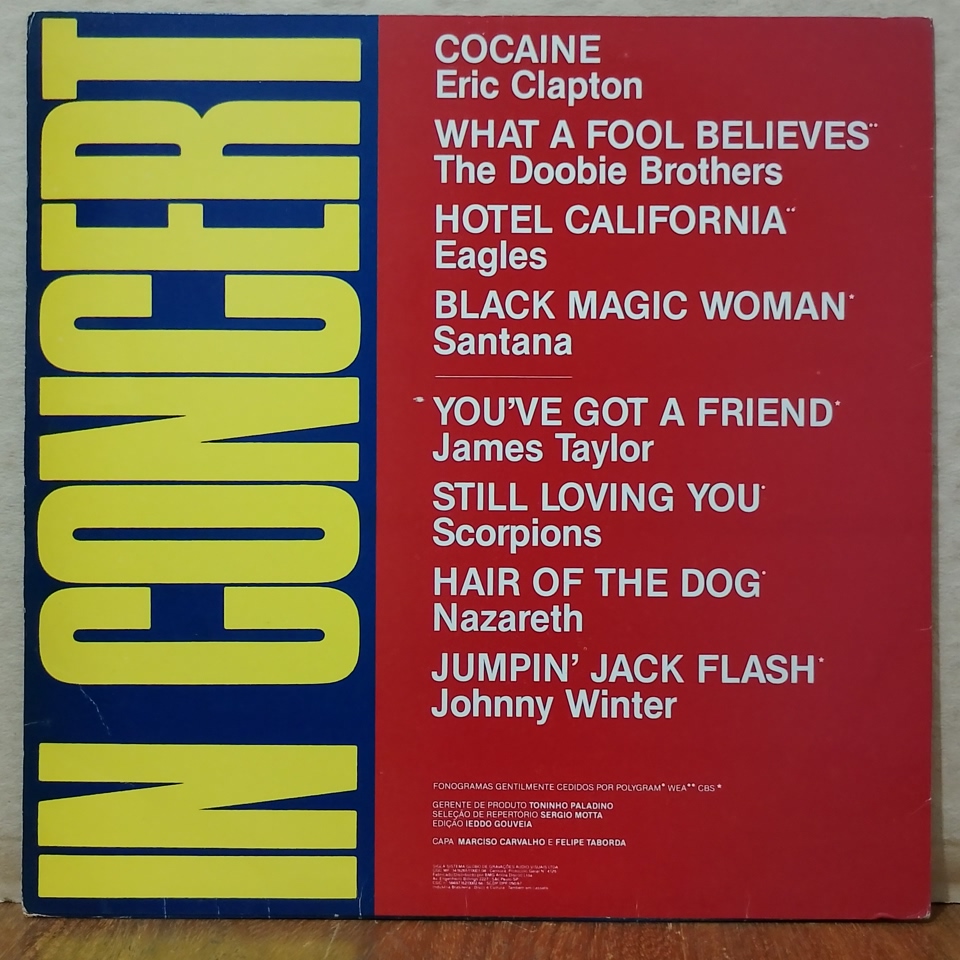 IN CONCERT
COCAINE
Eric Clapton
WHAT A FOOL BELIEVES**
The Doobie Brothers
HOTEL CALIFORNIA**
Eagles
BLACK MAGIC WOMAN*
Santana
YOU'VE GOT A FRIEND*
James Taylor
STILL LOVING YOU•
Scorpions
HAIR OF THE DOG•
Nazareth
JUMPIN' JACK FLASH*
Johnny Winter
FONOGRAMAS GENTILMENTE CEDIDOS POR POLYGRAM• WEA** CBS*
GERENTE DE PRODUTO TONINHO PALADINO
SELEÇÃO DE REPERTÓRIO SERGIO MOTTA
EDIÇÃO IEDDO GOUVEIA
CAPA MARCISO CARVALHO E FELIPE TABORDA